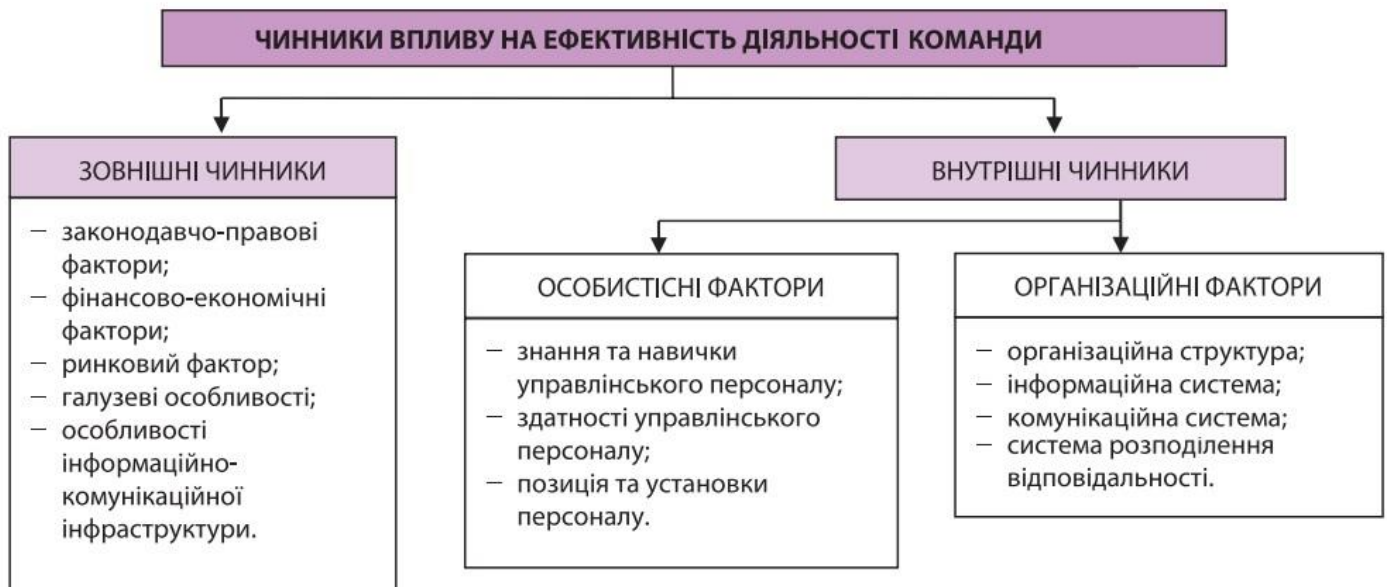 ЧИННИКИ ВПЛИВУ НА ЕФЕКТИВНІСТЬ ДІЯЛЬНОСТІ КОМАНДИ
ЗОВНІШНІ ЧИННИКИ
— законодавчо-правові
фактори;
— фінансово-економічні
фактори;
— ринковий фактор;
— галузеві особливості;
— особливості
інформаційно-
комунікаційної
інфраструктури.
ВНУТРІШНІ ЧИННИКИ
ОСОБИСТІСНІ ФАКТОРИ
— знання та навички
управлінського персоналу;
— здатності управлінського
персоналу;
— позиція та установки
персоналу.
ОРГАНІЗАЦІЙНІ ФАКТОРИ
— організаційна структура;
— інформаційна система;
— комунікаційна система;
— система розподілення
відповідальності.